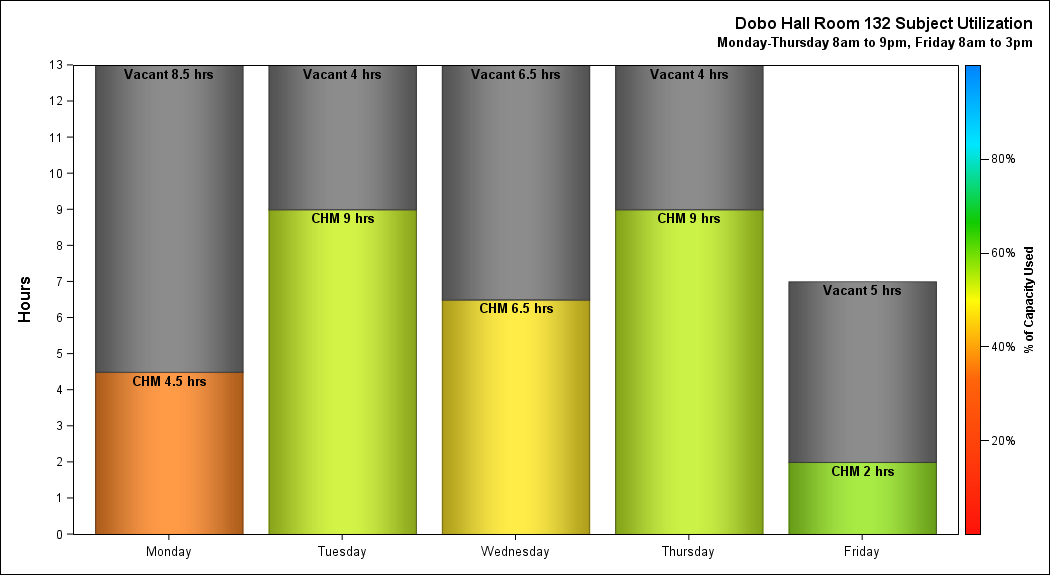 Dobo Hall Room 132 Subject Utilization
Monday-Thursday 8am to 9pm, Friday 8am to 3pm
Hours
13
12
11
10
9
8
7
6
5
4
3
2
1
0
Vacant 8.5 hrs
CHM 4.5 hrs
Vacant 4 hrs
CHM 9 hrs
Vacant 6.5 hrs
CHM 6.5 hrs
Vacant 4 hrs
CHM 9 hrs
Vacant 5 hrs
CHM 2 hrs
Monday
Tuesday
Wednesday
Thursday
Friday
80%
60%
40%
20%
% of Capacity Used